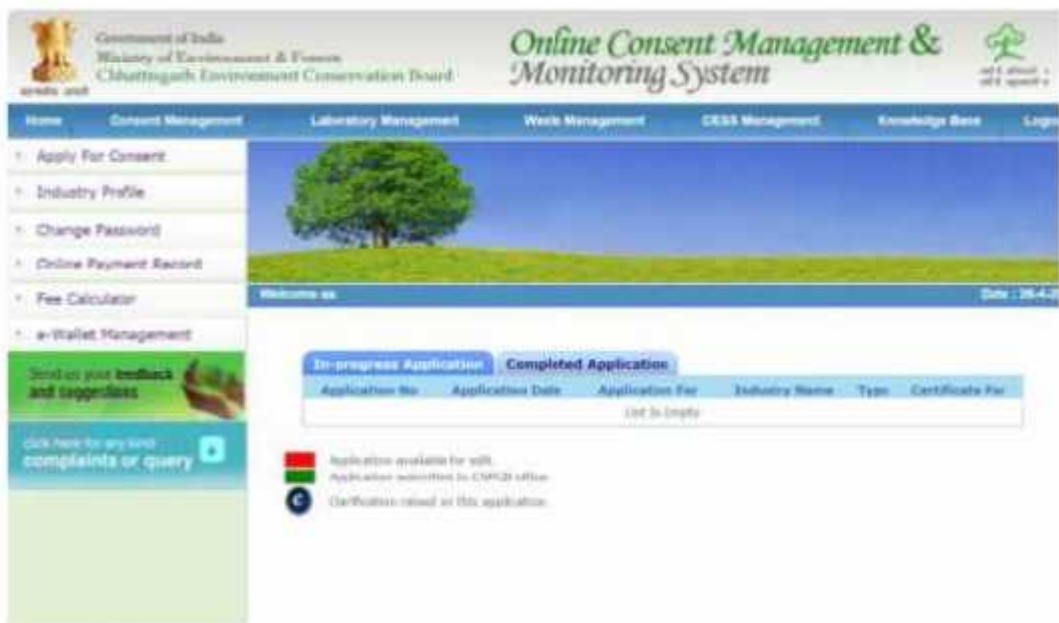 Government of India
Ministry of Environment & Forests
Chhattisgarh Environment Conservation Board
Online Consent Management &
Monitoring System
Home Consent Management Laboratory Management Waste Management CESS Management Knowledge Base Logo
Apply For Consent
Industry Profile
Change Password
Online Payment Record
Fee Calculator
e-Wallet Management
Send us your feedback
and suggestions
click here for any kind
complaints or query
Welcome as
Date :
In-progress Application Completed Application
Application No Application Date Application For Industry Name Type Certificate For
List Is Empty
Application available for edit.
Application submitted to office
Clarification raised on this application.
C